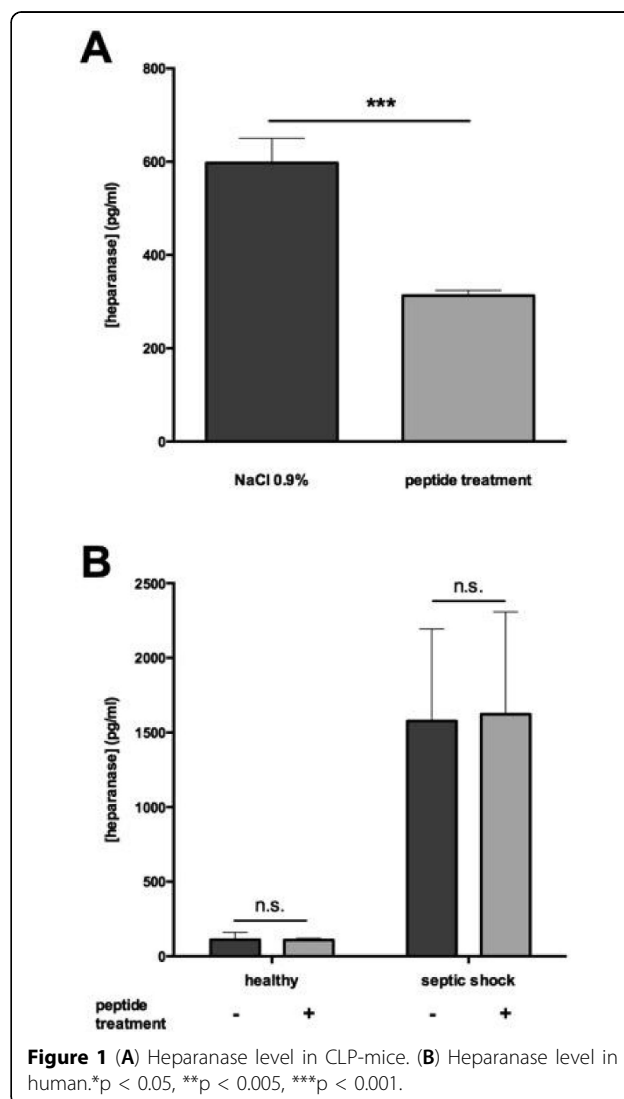 A
800
***
600
400
200
0
[heparanase] (pg/ml)
NaCl 0.9% peptide treatment
B
2500
n.s.
2000
1500
1000
500
n.s.
0
[heparanase] (pg/ml)
healthy septic shock
peptide
treatment - + - +
Figure 1 (A) Heparanase level in CLP-mice. (B) Heparanase level in
human.*p < 0.05, **p < 0.005, ***p < 0.001.